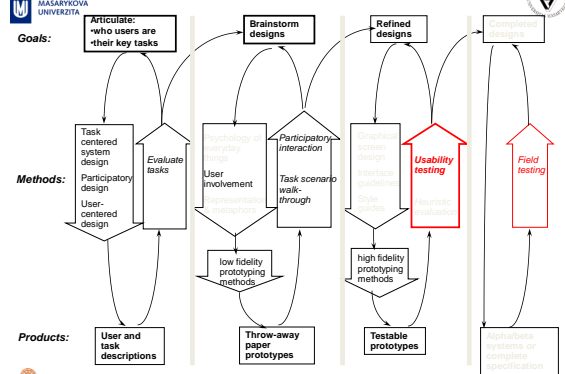 MASARYKOVA
UNIVERZITA
Goals:
Articulate:
•who users are
•their key tasks
Brainstorm
designs
Refined
designs
Completed
designs
Methods:
Task
centered
system
design
Participatory
design
User-
centered
design
Evaluate
tasks
Psychology of
everyday
things
User
involvement
Representation
& metaphors
Participatory
interaction
Task scenario
walk-
through
low fidelity
prototyping
methods
Graphical
screen
design
Interface
guidelines
Style
guides
high fidelity
prototyping
methods
Usability
testing
Heuristic
evaluation
Field
testing
Products:
User and
task
descriptions
Throw-away
paper
prototypes
Testable
prototypes
Alpha/beta
systems or
complete
specification